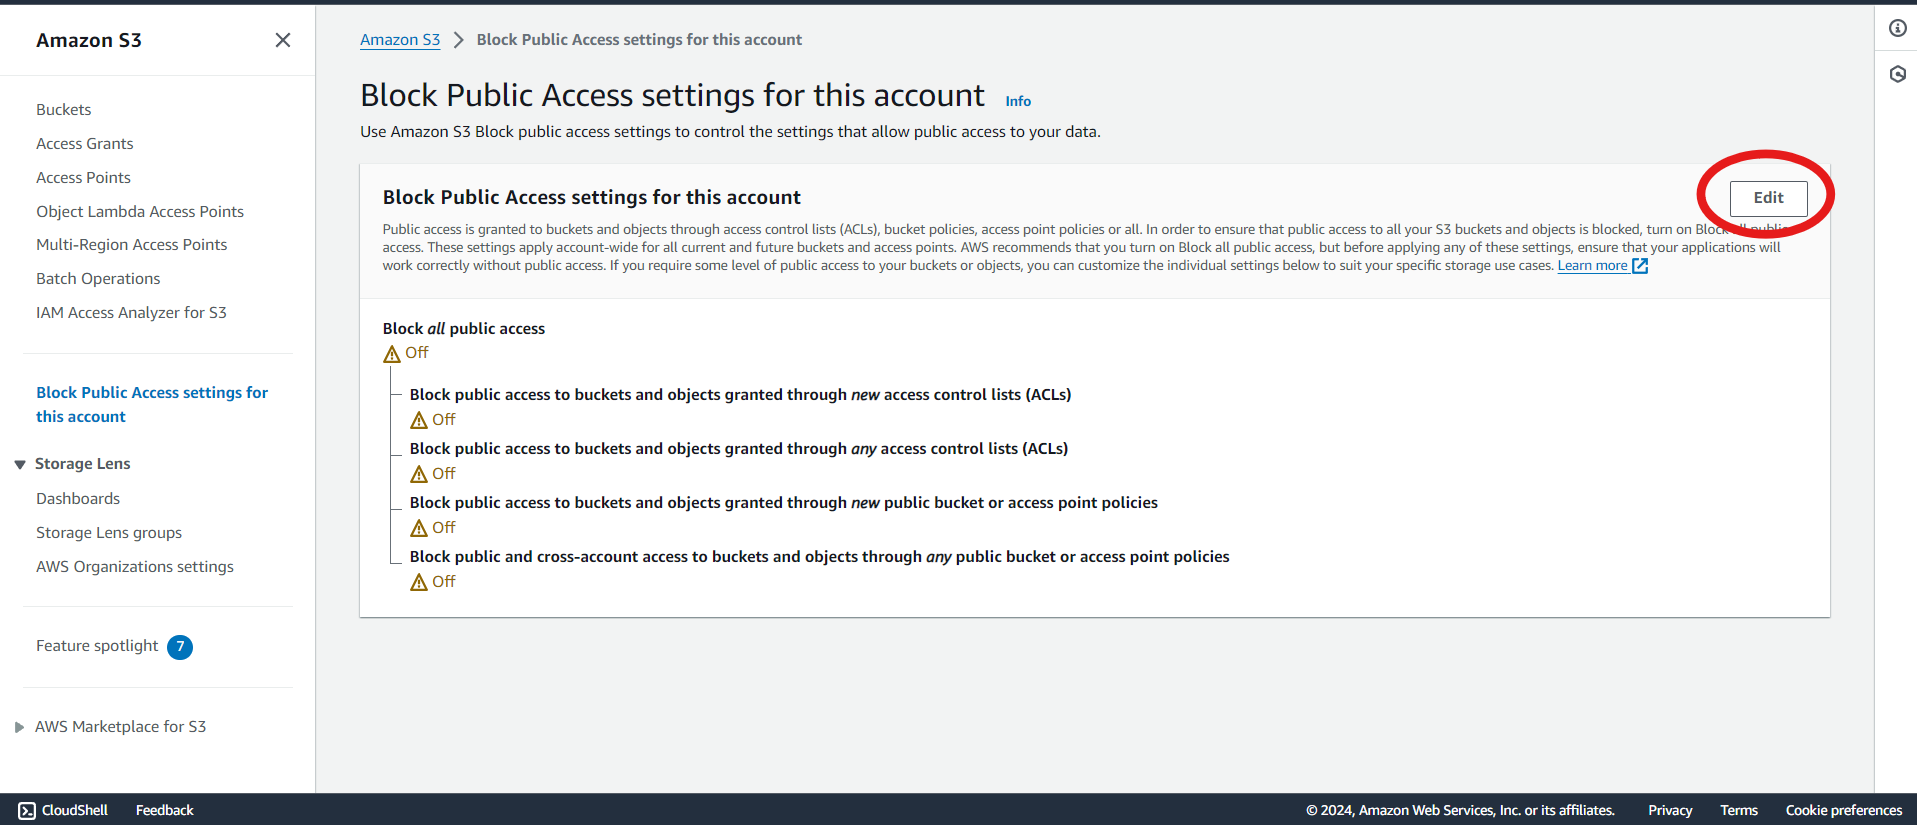 Amazon S3
Buckets
Access Grants
Access Points
Object Lambda Access Points
Multi-Region Access Points
Batch Operations
IAM Access Analyzer for S3
Block Public Access settings for
this account
Storage Lens
Dashboards
Storage Lens groups
AWS Organizations settings
Feature spotlight 7
AWS Marketplace for S3
Amazon S3 > Block Public Access settings for this account
Block Public Access settings for this account Info
Use Amazon S3 Block public access settings to control the settings that allow public access to your data.
Block Public Access settings for this account
Edit
Public access is granted to buckets and objects through access control lists (ACLs), bucket policies, access point policies or all. In order to ensure that public access to all your S3 buckets and objects is blocked, turn on Block all public
access. These settings apply account-wide for all current and future buckets and access points. AWS recommends that you turn on Block all public access, but before applying any of these settings, ensure that your applications will
work correctly without public access. If you require some level of public access to your buckets or objects, you can customize the individual settings below to suit your specific storage use cases. Learn more
Block all public access
Off
Block public access to buckets and objects granted through new access control lists (ACLs)
Off
Block public access to buckets and objects granted through any access control lists (ACLs)
Off
Block public access to buckets and objects granted through new public bucket or access point policies
Off
Block public and cross-account access to buckets and objects through any public bucket or access point policies
Off
CloudShell Feedback © 2024, Amazon Web Services, Inc. or its affiliates. Privacy Terms Cookie preferences